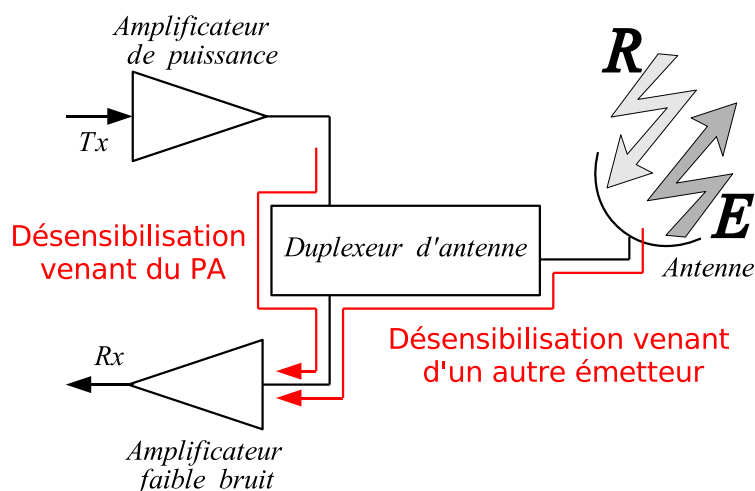 Amplificateur
de puissance
R
Tx
E
Désensibilisation
venant du PA
Duplexeur d'antenne
Antenne
Rx
Désensibilisation venant
d'un autre émetteur
Amplificateur
faible bruit